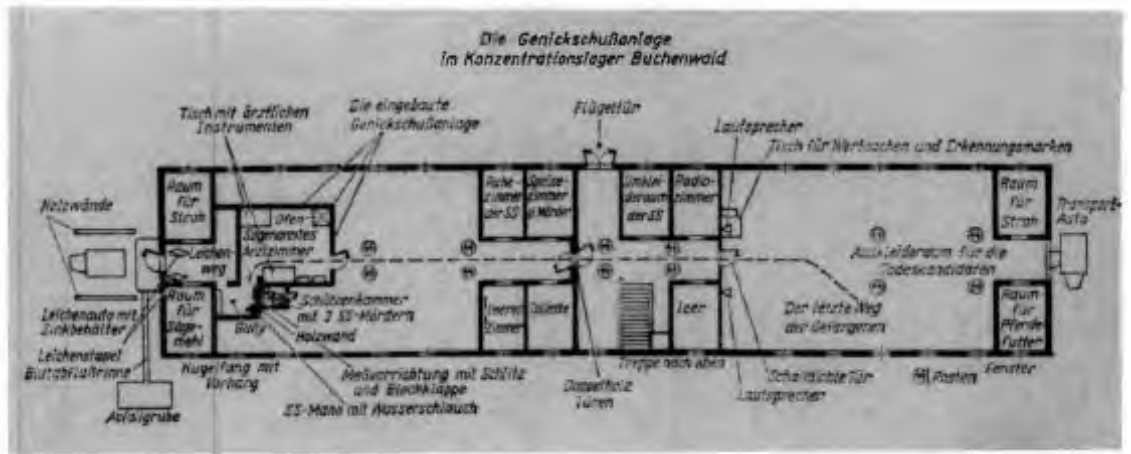 Die Genickschußanlage
im Konzentrationslager Buchenwald
Tisch mit ärztlichen
Instrumenten
Die eingebaute
Genickschußanlage
Flügeltür
Lautsprecher
Tisch für Wertsachen und Erkennungsmarken
Holzwände
Raum
für
Stroh
Ofen
Arztzimmer
Leichen-
weg
Ruhe-
zimmer
der SS
Speise-
zimmer
Umkleide-
raum
der SS
Radio-
zimmer
Raum
für
Stroh
Transport-
Auto
Auskleideraum für die
Todeskandidaten
Der letzte Weg
der Gefangenen
Raum
für
Säge-
mehl
Schützenkammer
mit 2 SS-Mördern
Holzwand
Zimmer
Toilette
Leer
Raum
für
Pferde-
futter
Leichenauto mit
Zinkbehälter
Leichenstapel
Blutabflußrinne
Abfallgrube
Kugelfang mit
Vorhang
Meßvorrichtung mit Schlitz
und Blechklappe
SS-Mann mit Wasserschlauch
Doppelholz
türen
Treppe nach oben
Schalldichte Tür
Lautsprecher
Posten
Fenster